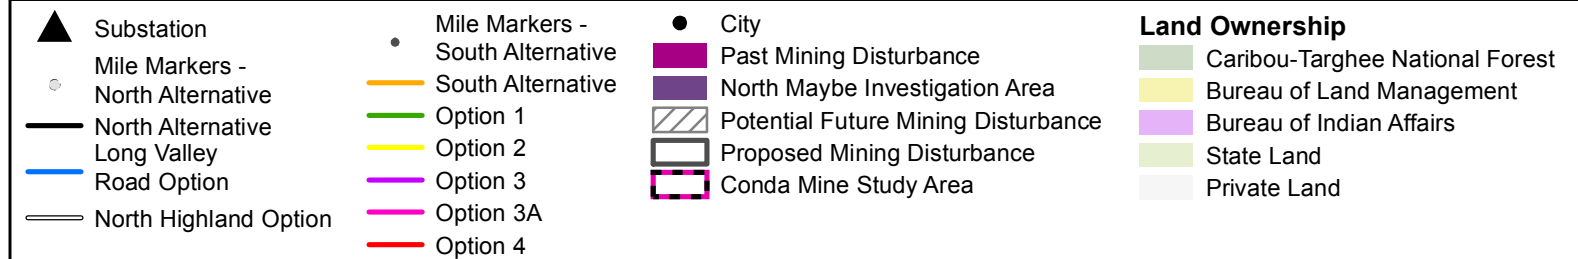 Substation
Mile Markers -
North Alternative
North Alternative
Long Valley
Road Option
North Highland Option
Mile Markers -
South Alternative
South Alternative
Option 1
Option 2
Option 3
Option 3A
Option 4
City
Past Mining Disturbance
North Maybe Investigation Area
Potential Future Mining Disturbance
Proposed Mining Disturbance
Conda Mine Study Area
Land Ownership
Caribou-Targhee National Forest
Bureau of Land Management
Bureau of Indian Affairs
State Land
Private Land